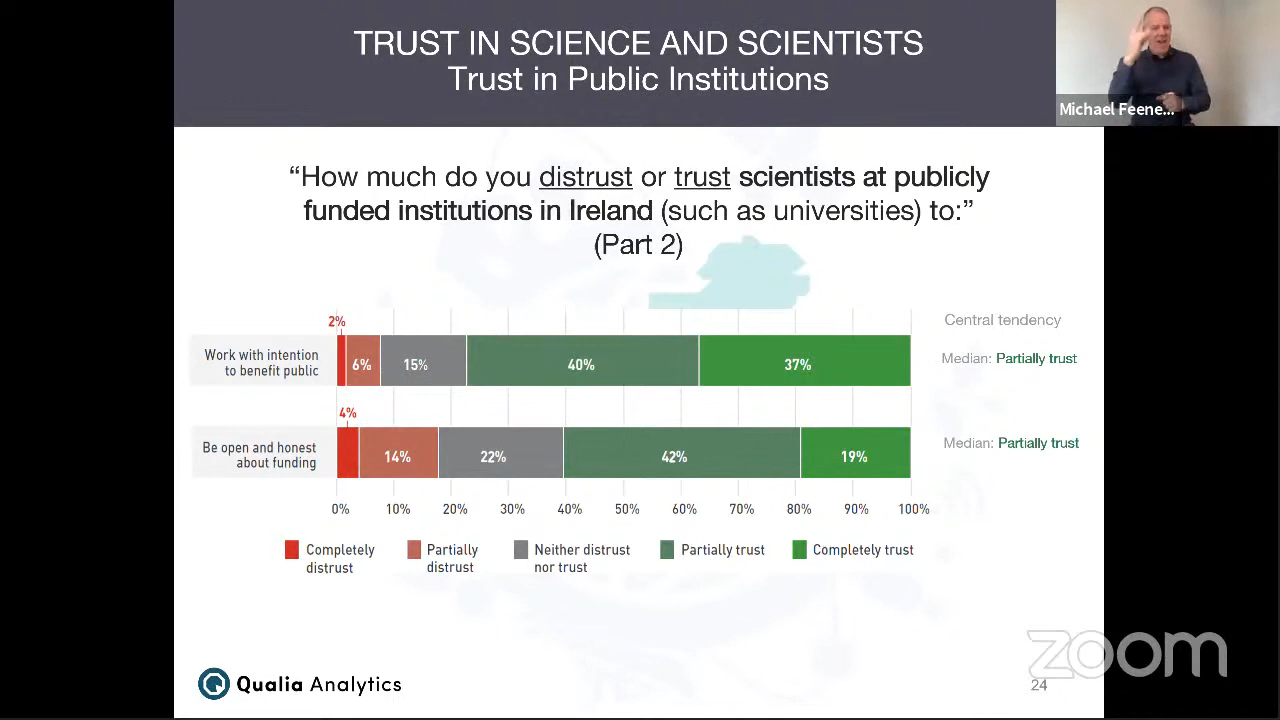 TRUST IN SCIENCE AND SCIENTISTS
Trust in Public Institutions
Michael Feene...
“How much do you distrust or trust scientists at publicly
funded institutions in Ireland (such as universities) to:”
(Part 2)
2%
Central tendency
Work with intention
to benefit public
6% 15% 40% 37%
Median: Partially trust
4%
Be open and honest
about funding
14% 22% 42% 19%
Median: Partially trust
0% 10% 20% 30% 40% 50% 60% 70% 80% 90% 100%
Completely
distrust
Partially
distrust
Neither distrust
nor trust
Partially trust
Completely trust
zoom
Qualia Analytics
24